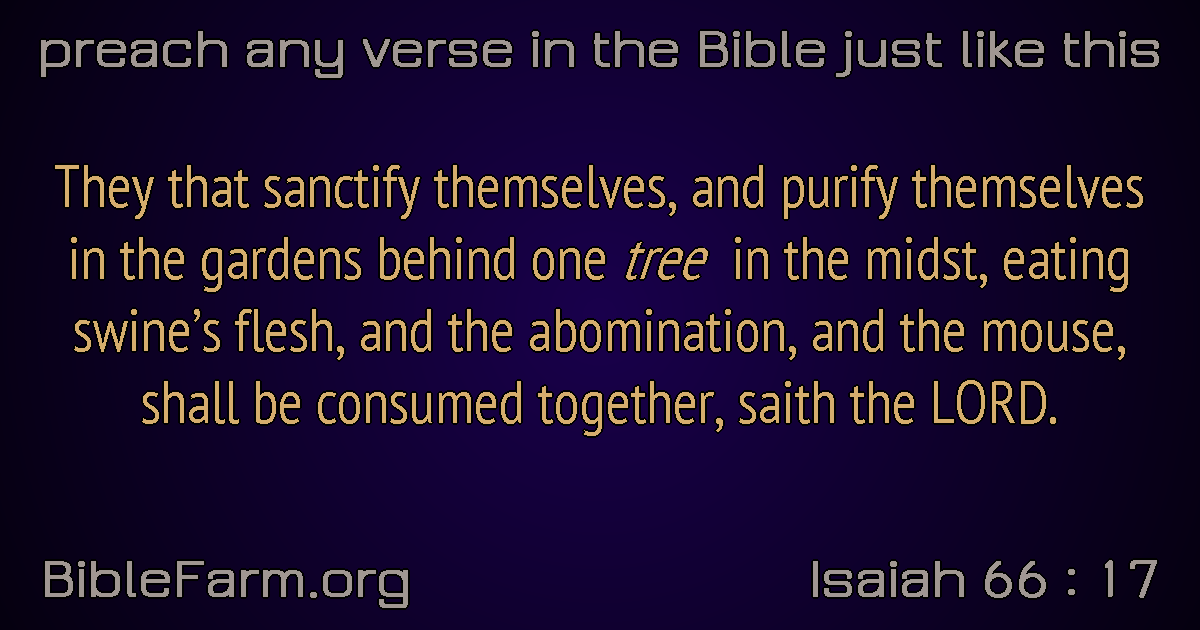 preach any verse in the Bible just like this
They that sanctify themselves, and purify themselves
in the gardens behind one tree in the midst, eating
swine’s flesh, and the abomination, and the mouse,
shall be consumed together, saith the LORD.
BibleFarm.org
Isaiah 66 : 17